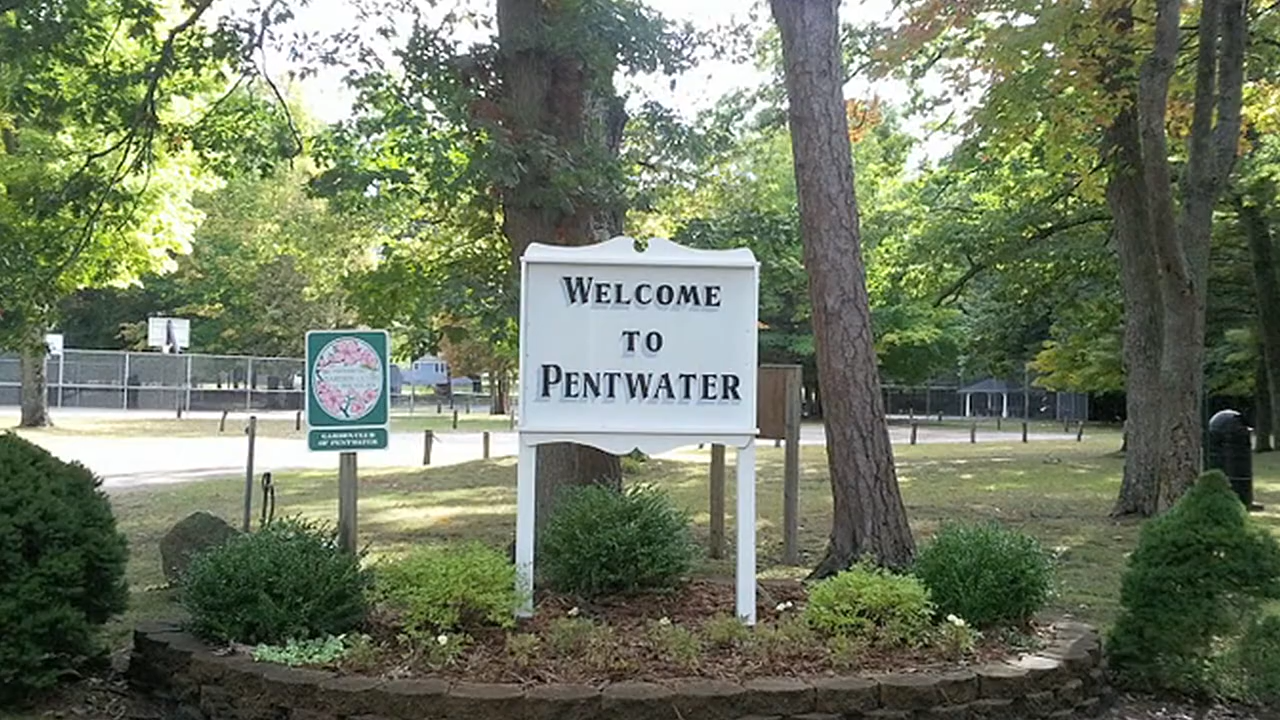 WELCOME
TO
PENTWATER
GARDEN CLUB
OF PENTWATER